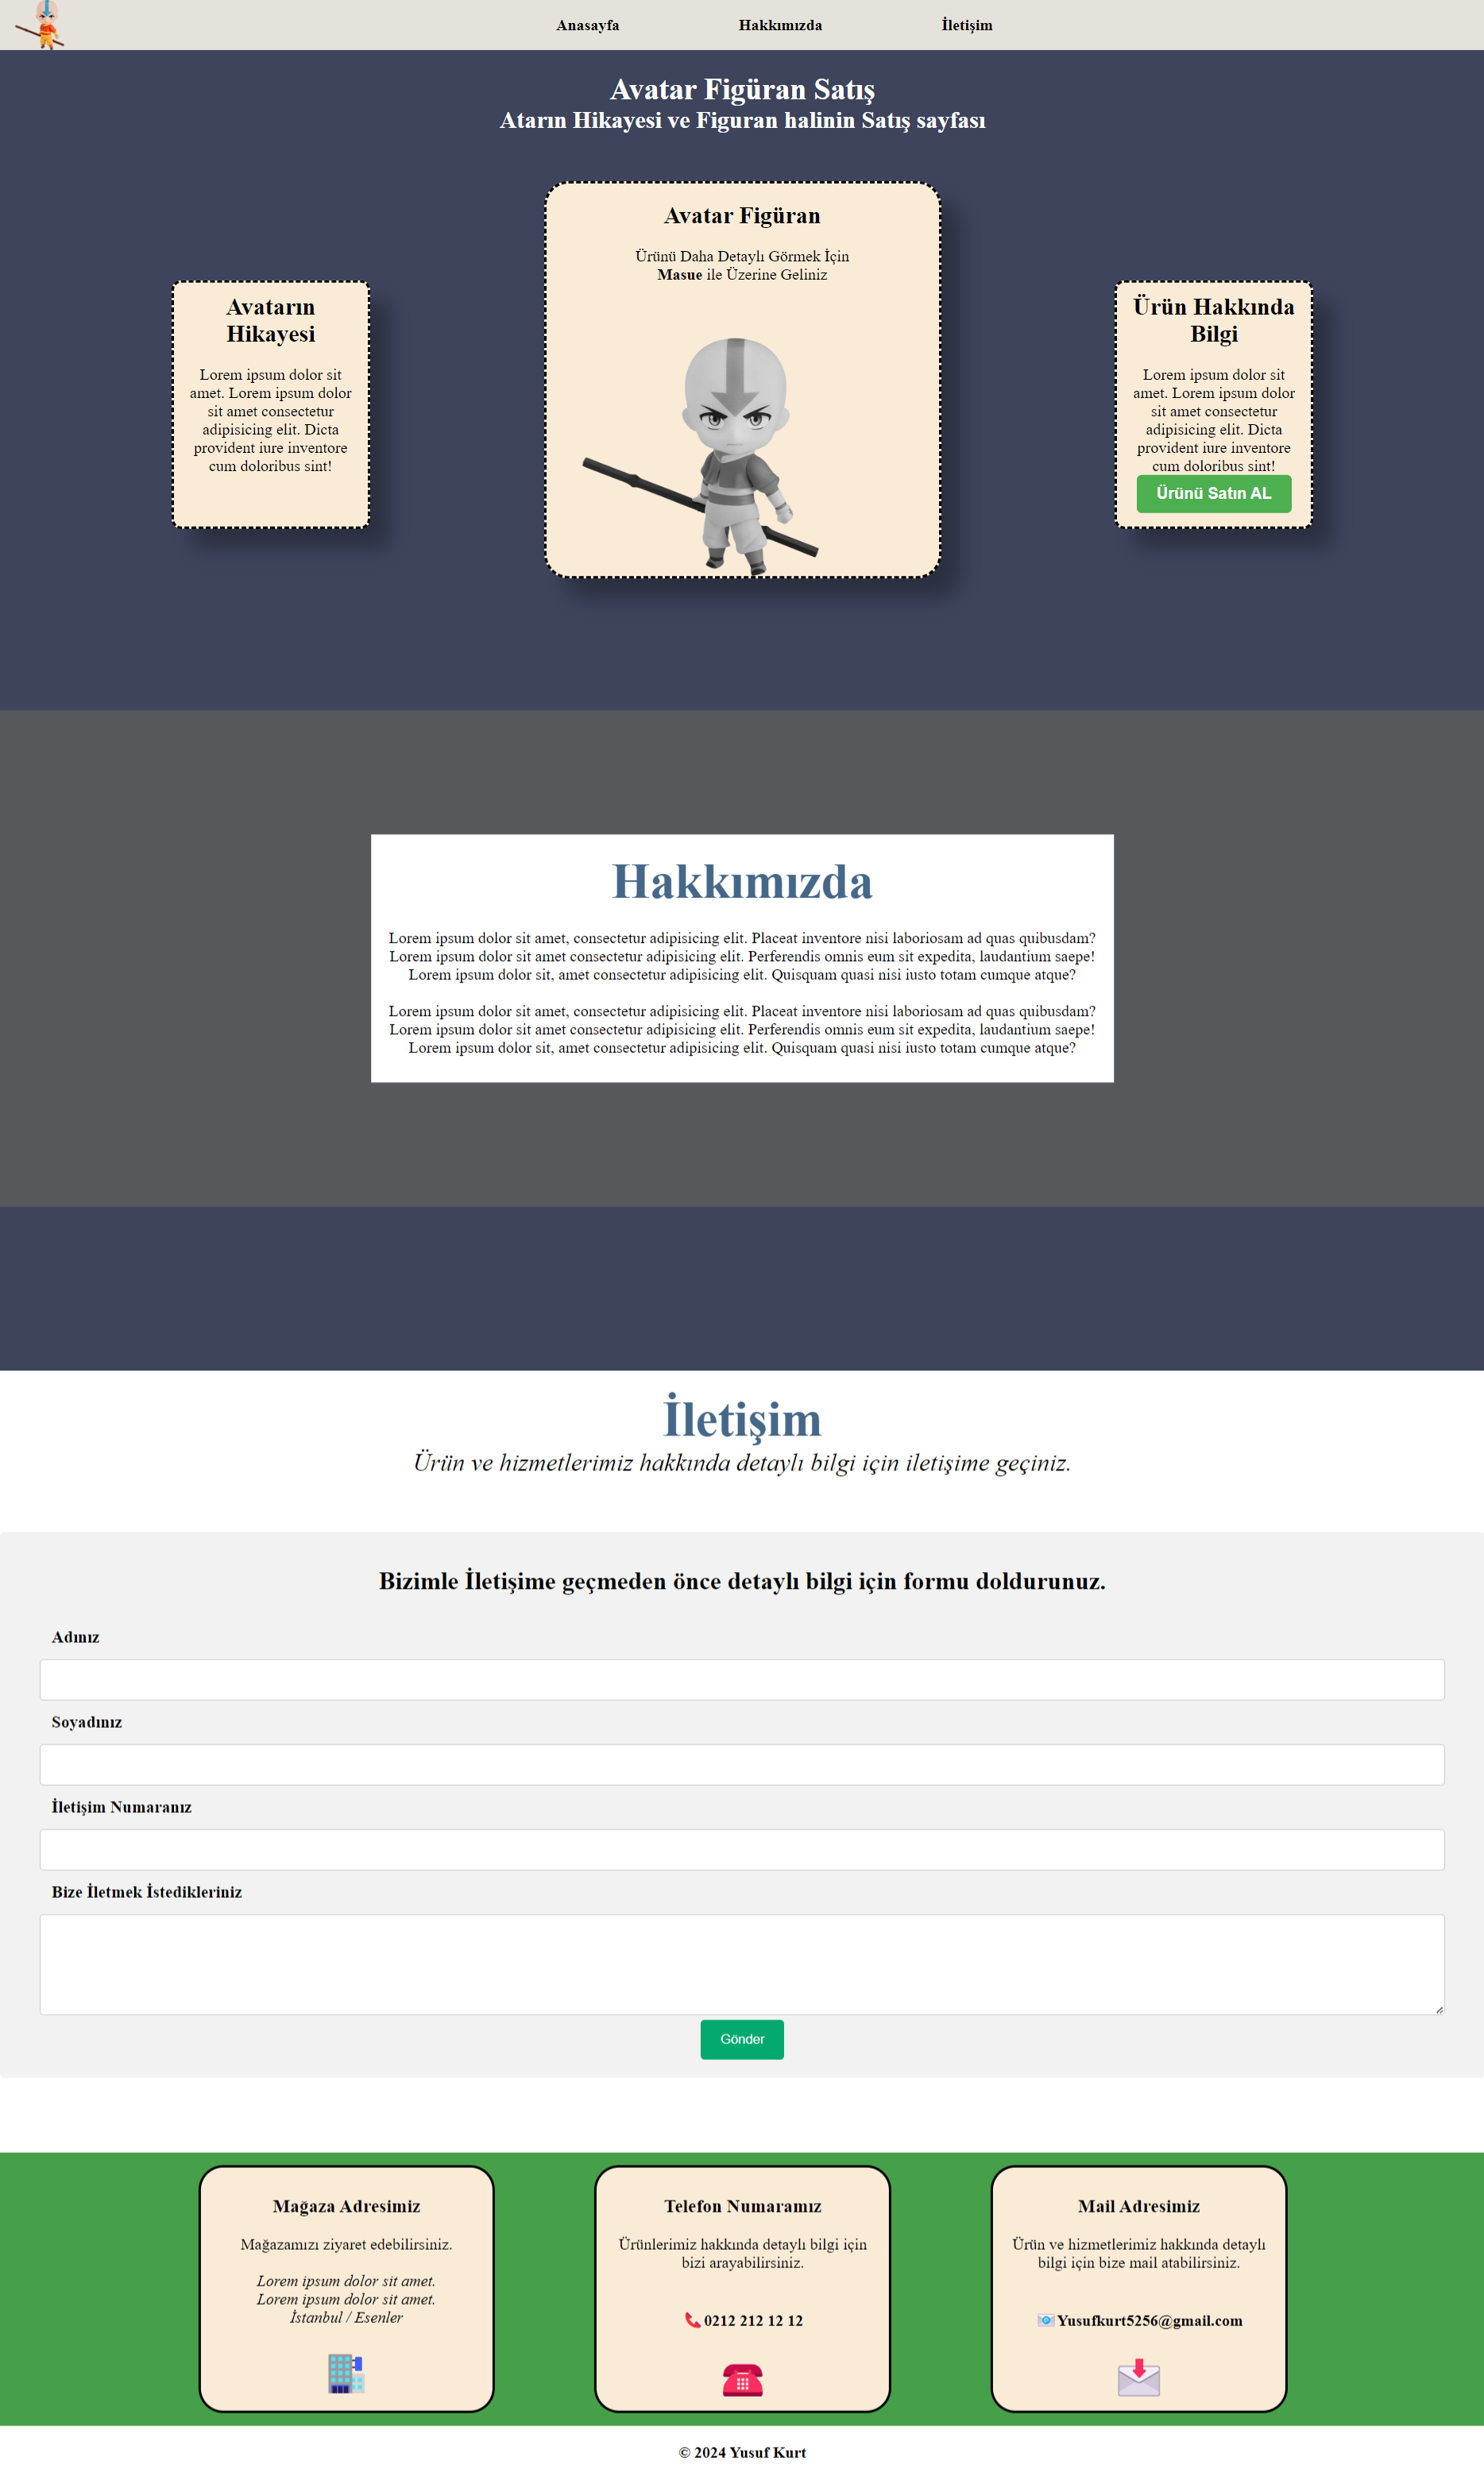 Anasayfa
Hakkımızda
İletişim
Avatar Figüran Satış
Atarın Hikayesi ve Figuran halinin Satış sayfası
Avatarın
Hikayesi
Lorem ipsum dolor sit
amet. Lorem ipsum dolor
sit amet consectetur
adipisicing elit. Dicta
provident iure inventore
cum doloribus sint!
Avatar Figüran
Ürünü Daha Detaylı Görmek İçin
Masue ile Üzerine Geliniz
Ürün Hakkında
Bilgi
Lorem ipsum dolor sit
amet. Lorem ipsum dolor
sit amet consectetur
adipisicing elit. Dicta
provident iure inventore
cum doloribus sint!
Ürünü Satın AL
Hakkımızda
Lorem ipsum dolor sit amet, consectetur adipisicing elit. Placeat inventore nisi laboriosam ad quas quibusdam?
Lorem ipsum dolor sit amet consectetur adipisicing elit. Perferendis omnis eum sit expedita, laudantium saepe!
Lorem ipsum dolor sit, amet consectetur adipisicing elit. Quisquam quasi nisi iusto totam cumque atque?
Lorem ipsum dolor sit amet, consectetur adipisicing elit. Placeat inventore nisi laboriosam ad quas quibusdam?
Lorem ipsum dolor sit amet consectetur adipisicing elit. Perferendis omnis eum sit expedita, laudantium saepe!
Lorem ipsum dolor sit, amet consectetur adipisicing elit. Quisquam quasi nisi iusto totam cumque atque?
İletişim
Ürün ve hizmetlerimiz hakkında detaylı bilgi için iletişime geçiniz.
Bizimle İletişime geçmeden önce detaylı bilgi için formu doldurunuz.
Adınız
Soyadınız
İletişim Numaranız
Bize İletmek İstedikleriniz
Gönder
Mağaza Adresimiz
Mağazamızı ziyaret edebilirsiniz.
Lorem ipsum dolor sit amet.
Lorem ipsum dolor sit amet.
İstanbul / Esenler
Telefon Numaramız
Ürünlerimiz hakkında detaylı bilgi için
bizi arayabilirsiniz.
0212 212 12 12
Mail Adresimiz
Ürün ve hizmetlerimiz hakkında detaylı
bilgi için bize mail atabilirsiniz.
Yusufkurt5256@gmail.com
© 2024 Yusuf Kurt